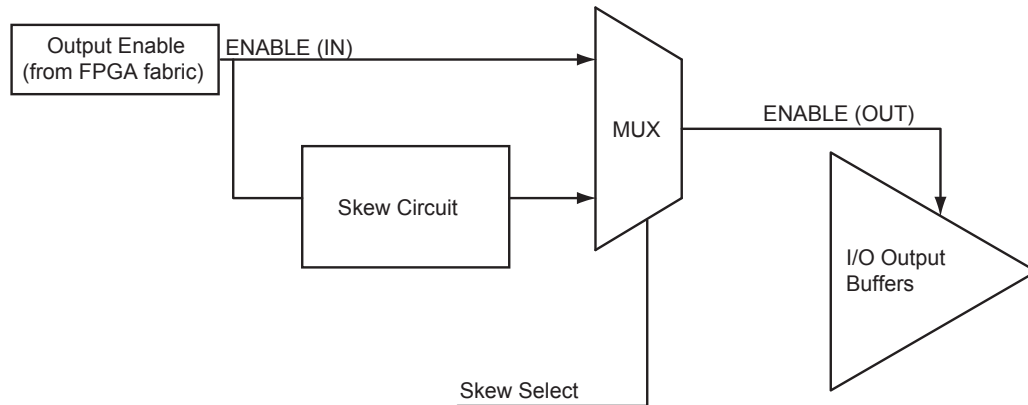 Output Enable
(from FPGA fabric)
ENABLE (IN)
MUX
ENABLE (OUT)
Skew Circuit
I/O Output
Buffers
Skew Select